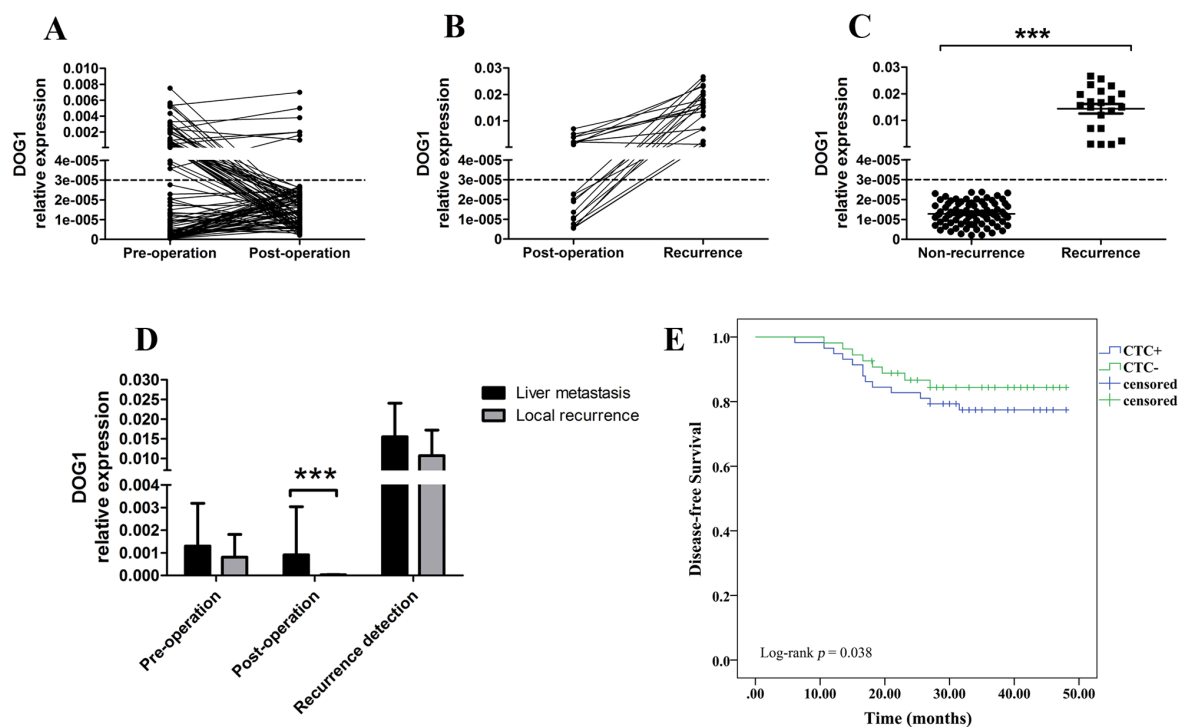 A
DOG1
relative expression
0.010
0.008
0.006
0.004
0.002
4e-005
3e-005
2e-005
1e-005
0
Pre-operation
Post-operation
B
DOG1
relative expression
0.03
0.02
0.01
4e-005
3e-005
2e-005
1e-005
0
Post-operation
Recurrence
C
***
DOG1
relative expression
0.03
0.02
0.01
4e-005
3e-005
2e-005
1e-005
0
Non-recurrence
Recurrence
D
DOG1
relative expression
0.030
0.025
0.020
0.015
0.010
0.004
0.003
0.002
0.001
0.000
***
Liver metastasis
Local recurrence
Pre-operation
Post-operation
Recurrence detection
E
Disease-free Survival
1.0
0.8
0.6
0.4
0.2
0.0
CTC+
CTC-
censored
censored
Log-rank p = 0.038
.00
10.00
20.00
30.00
40.00
50.00
Time (months)